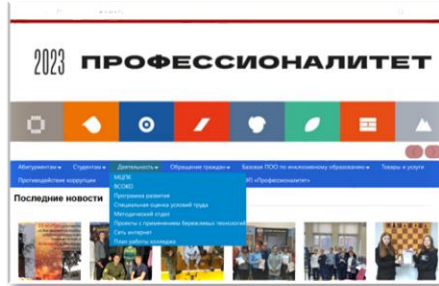 2023 ПРОФЕССИОНАЛИТЕТ
Абитуриентам Студентам Деятельность Обращение граждан Базовая ПОО по инклюзивному образованию Товары и услуги
Противодействие коррупции МЦПК «Профессионалитет»
ВСОКО
Программа развития
Специальная оценка условий труда
Методический отдел
Проекты с применением бережливых технологий
Сеть интернет
План работы колледжа
Последние новости